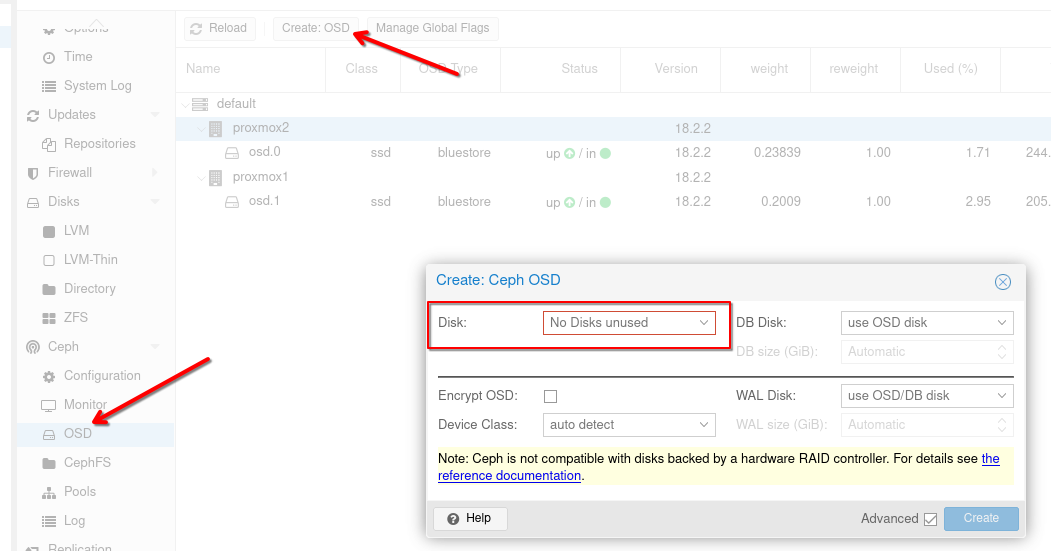 Options
Time
System Log
Updates
Repositories
Firewall
Disks
LVM
LVM-Thin
Directory
ZFS
Ceph
Configuration
Monitor
OSD
CephFS
Pools
Log
Replication
Reload Create: OSD Manage Global Flags
Name Class OSD Type Status Version weight reweight Used (%)
default
proxmox2 18.2.2
osd.0 ssd bluestore up / in 18.2.2 0.23839 1.00 1.71 244.
proxmox1 18.2.2
osd.1 ssd bluestore up / in 18.2.2 0.2009 1.00 2.95 205.
Create: Ceph OSD
Disk: No Disks unused DB Disk: use OSD disk
DB size (GiB): Automatic
Encrypt OSD: WAL Disk: use OSD/DB disk
Device Class: auto detect WAL size (GiB): Automatic
Note: Ceph is not compatible with disks backed by a hardware RAID controller. For details see the
reference documentation.
Help Advanced Create